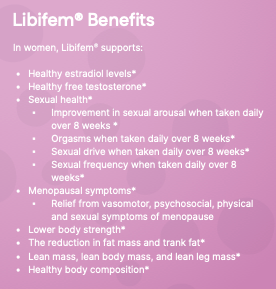 Libifem® Benefits
In women, Libifem® supports:
• Healthy estradiol levels*
• Healthy free testosterone*
• Sexual health*
• Improvement in sexual arousal when taken daily
over 8 weeks *
• Orgasms when taken daily over 8 weeks*
• Sexual drive when taken daily over 8 weeks*
• Sexual frequency when taken daily over 8
weeks*
• Menopausal symptoms*
• Relief from vasomotor, psychosocial, physical
and sexual symptoms of menopause
• Lower body strength*
• The reduction in fat mass and trank fat*
• Lean mass, lean body mass, and lean leg mass*
• Healthy body composition*